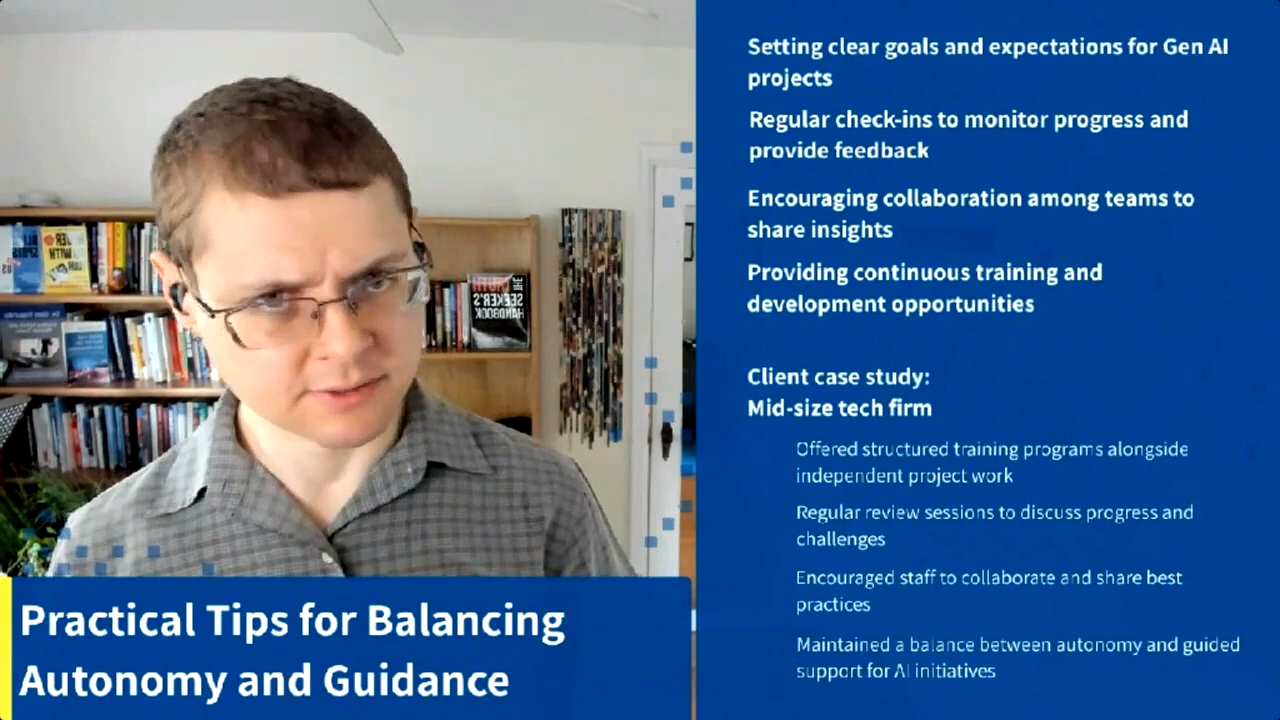 Setting clear goals and expectations for Gen AI
projects
Regular check-ins to monitor progress and
provide feedback
Encouraging collaboration among teams to
share insights
Providing continuous training and
development opportunities
Client case study:
Mid-size tech firm
Offered structured training programs alongside
independent project work
Regular review sessions to discuss progress and
challenges
Encouraged staff to collaborate and share best
practices
Maintained a balance between autonomy and guided
support for AI initiatives
THE
TRUTH
SEEKER'S
HANDBOOK
Practical Tips for Balancing
Autonomy and Guidance